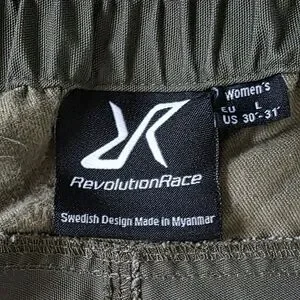 RevolutionRace
Swedish Design Made in Myanmar
Women's
EU L
US 30"-31"